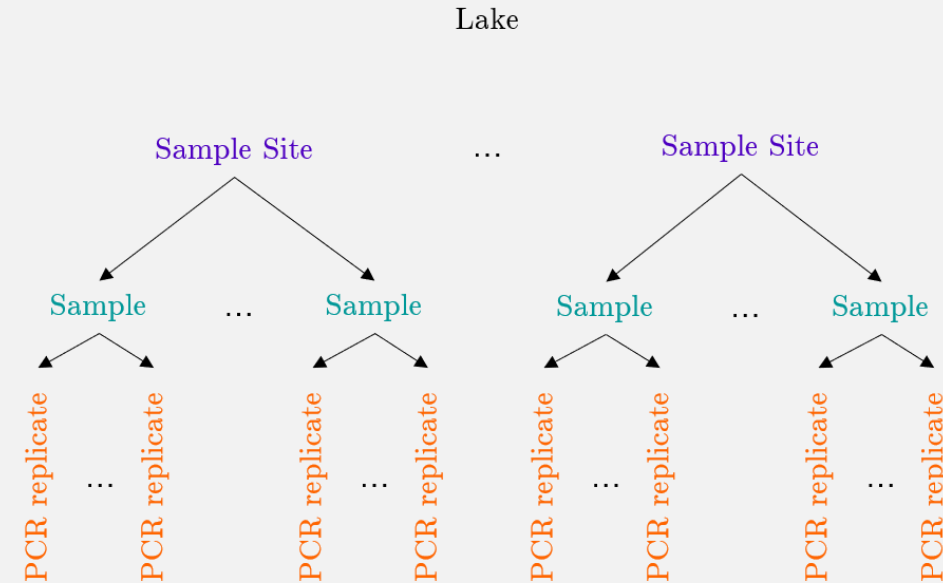 Lake
Sample Site ... Sample Site
Sample ... Sample Sample ... Sample
PCR replicate ... PCR replicate PCR replicate ... PCR replicate PCR replicate ... PCR replicate PCR replicate ... PCR replicate